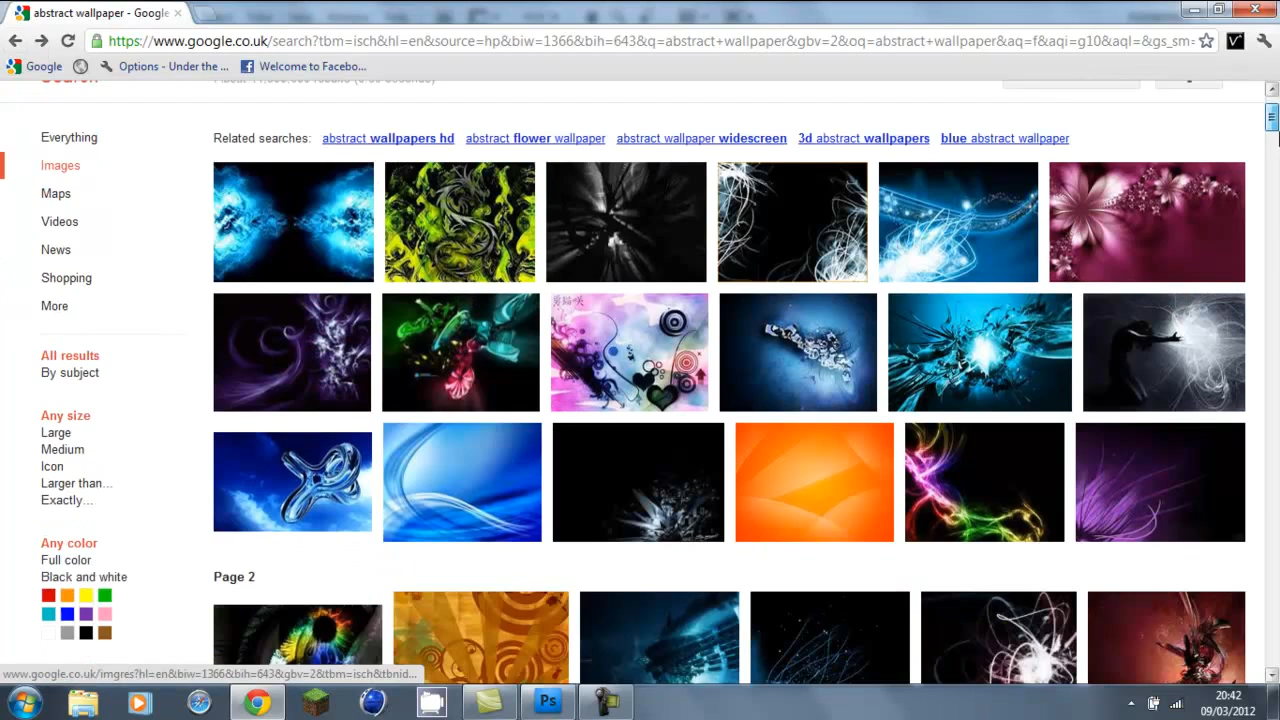 abstract wallpaper - Google
https://www.google.co.uk/search?tbm=isch&hl=en&source=hp&biw=1366&bih=643&q=abstract+wallpaper&gbv=2&oq=abstract+wallpaper&aq=f&aqi=g10&aql=&gs_sm=
Google
Options - Under the ...
Welcome to Facebo...
Related searches: abstract wallpapers hd abstract flower wallpaper abstract wallpaper widescreen 3d abstract wallpapers blue abstract wallpaper
Everything
Images
Maps
Videos
News
Shopping
More
All results
By subject
Any size
Large
Medium
Icon
Larger than...
Exactly...
Any color
Full color
Black and white
Page 2
www.google.co.uk/imgres?hl=en&biw=1366&bih=643&gbv=2&tbm=isch&tbnid...
Ps
20:42
09/03/2012